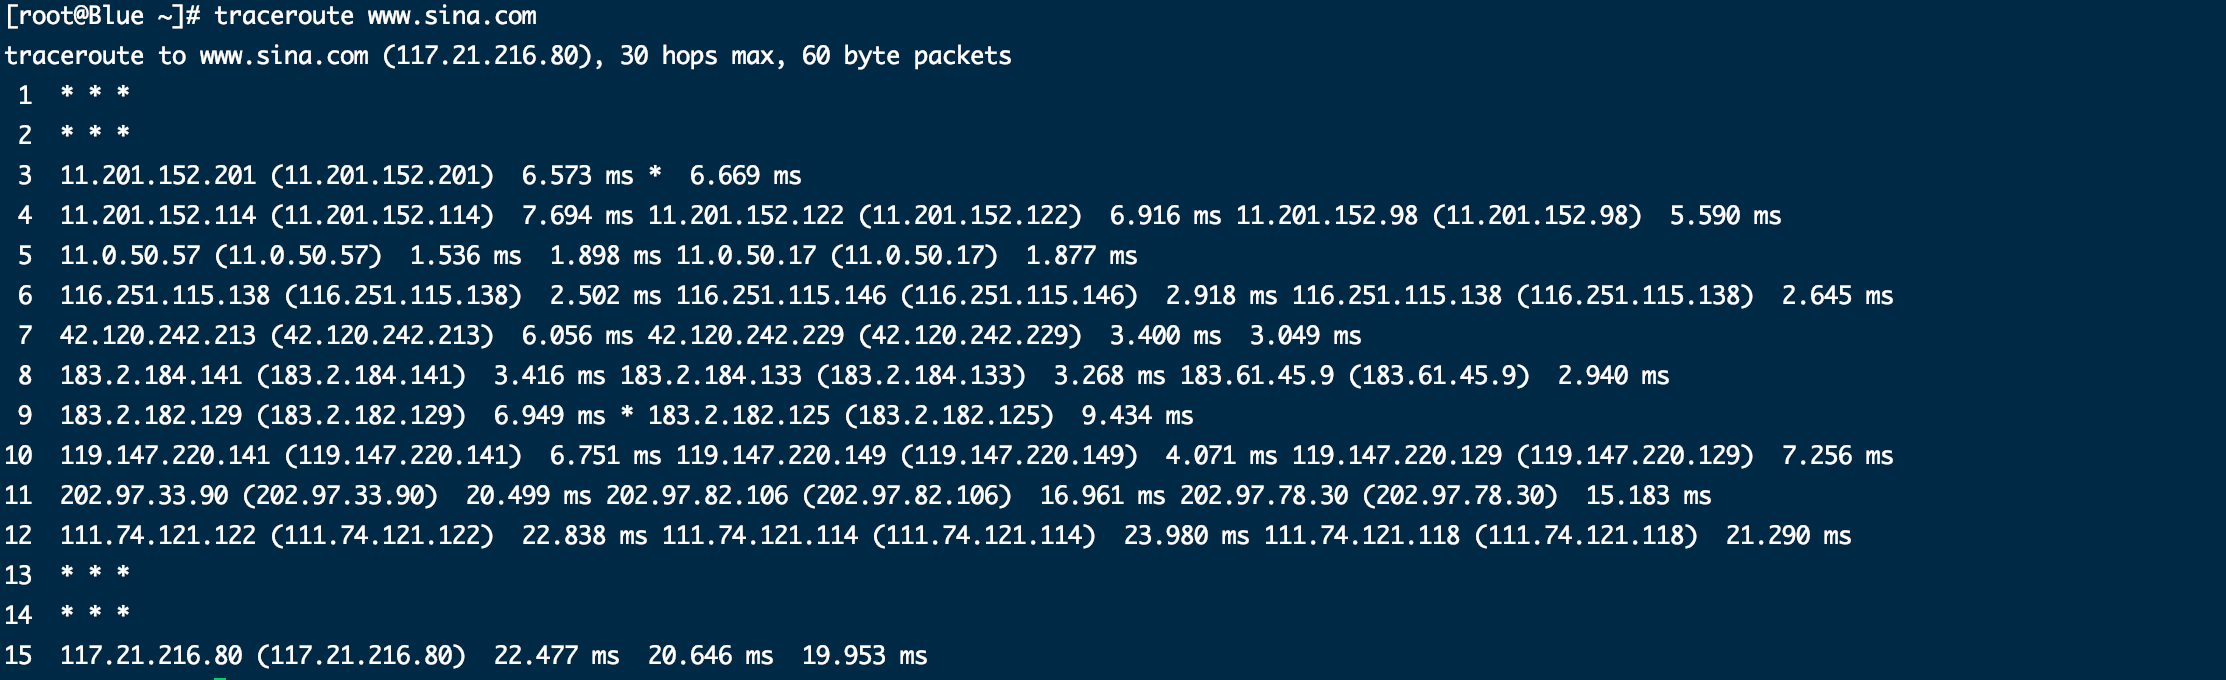 [root@Blue ~]# traceroute www.sina.com
traceroute to www.sina.com (117.21.216.80), 30 hops max, 60 byte packets
 1  * * *
 2  * * *
 3  11.201.152.201 (11.201.152.201)  6.573 ms *  6.669 ms
 4  11.201.152.114 (11.201.152.114)  7.694 ms 11.201.152.122 (11.201.152.122)  6.916 ms 11.201.152.98 (11.201.152.98)  5.590 ms
 5  11.0.50.57 (11.0.50.57)  1.536 ms  1.898 ms 11.0.50.17 (11.0.50.17)  1.877 ms
 6  116.251.115.138 (116.251.115.138)  2.502 ms 116.251.115.146 (116.251.115.146)  2.918 ms 116.251.115.138 (116.251.115.138)  2.645 ms
 7  42.120.242.213 (42.120.242.213)  6.056 ms 42.120.242.229 (42.120.242.229)  3.400 ms  3.049 ms
 8  183.2.184.141 (183.2.184.141)  3.416 ms 183.2.184.133 (183.2.184.133)  3.268 ms 183.61.45.9 (183.61.45.9)  2.940 ms
 9  183.2.182.129 (183.2.182.129)  6.949 ms * 183.2.182.125 (183.2.182.125)  9.434 ms
10  119.147.220.141 (119.147.220.141)  6.751 ms 119.147.220.149 (119.147.220.149)  4.071 ms 119.147.220.129 (119.147.220.129)  7.256 ms
11  202.97.33.90 (202.97.33.90)  20.499 ms 202.97.82.106 (202.97.82.106)  16.961 ms 202.97.78.30 (202.97.78.30)  15.183 ms
12  111.74.121.122 (111.74.121.122)  22.838 ms 111.74.121.114 (111.74.121.114)  23.980 ms 111.74.121.118 (111.74.121.118)  21.290 ms
13  * * *
14  * * *
15  117.21.216.80 (117.21.216.80)  22.477 ms  20.646 ms  19.953 ms